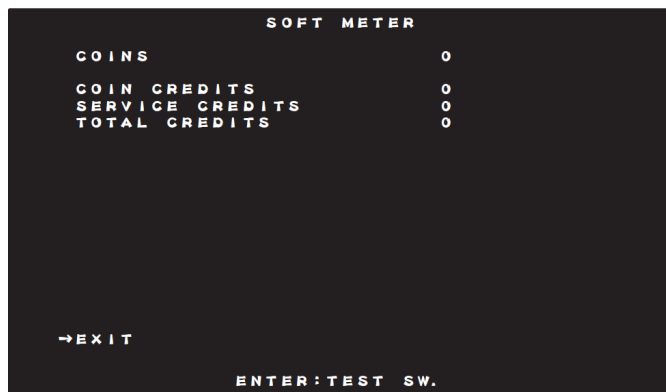 SOFT METER
COINS 0
COIN CREDITS 0
SERVICE CREDITS 0
TOTAL CREDITS 0
→EXIT
ENTER:TEST SW.